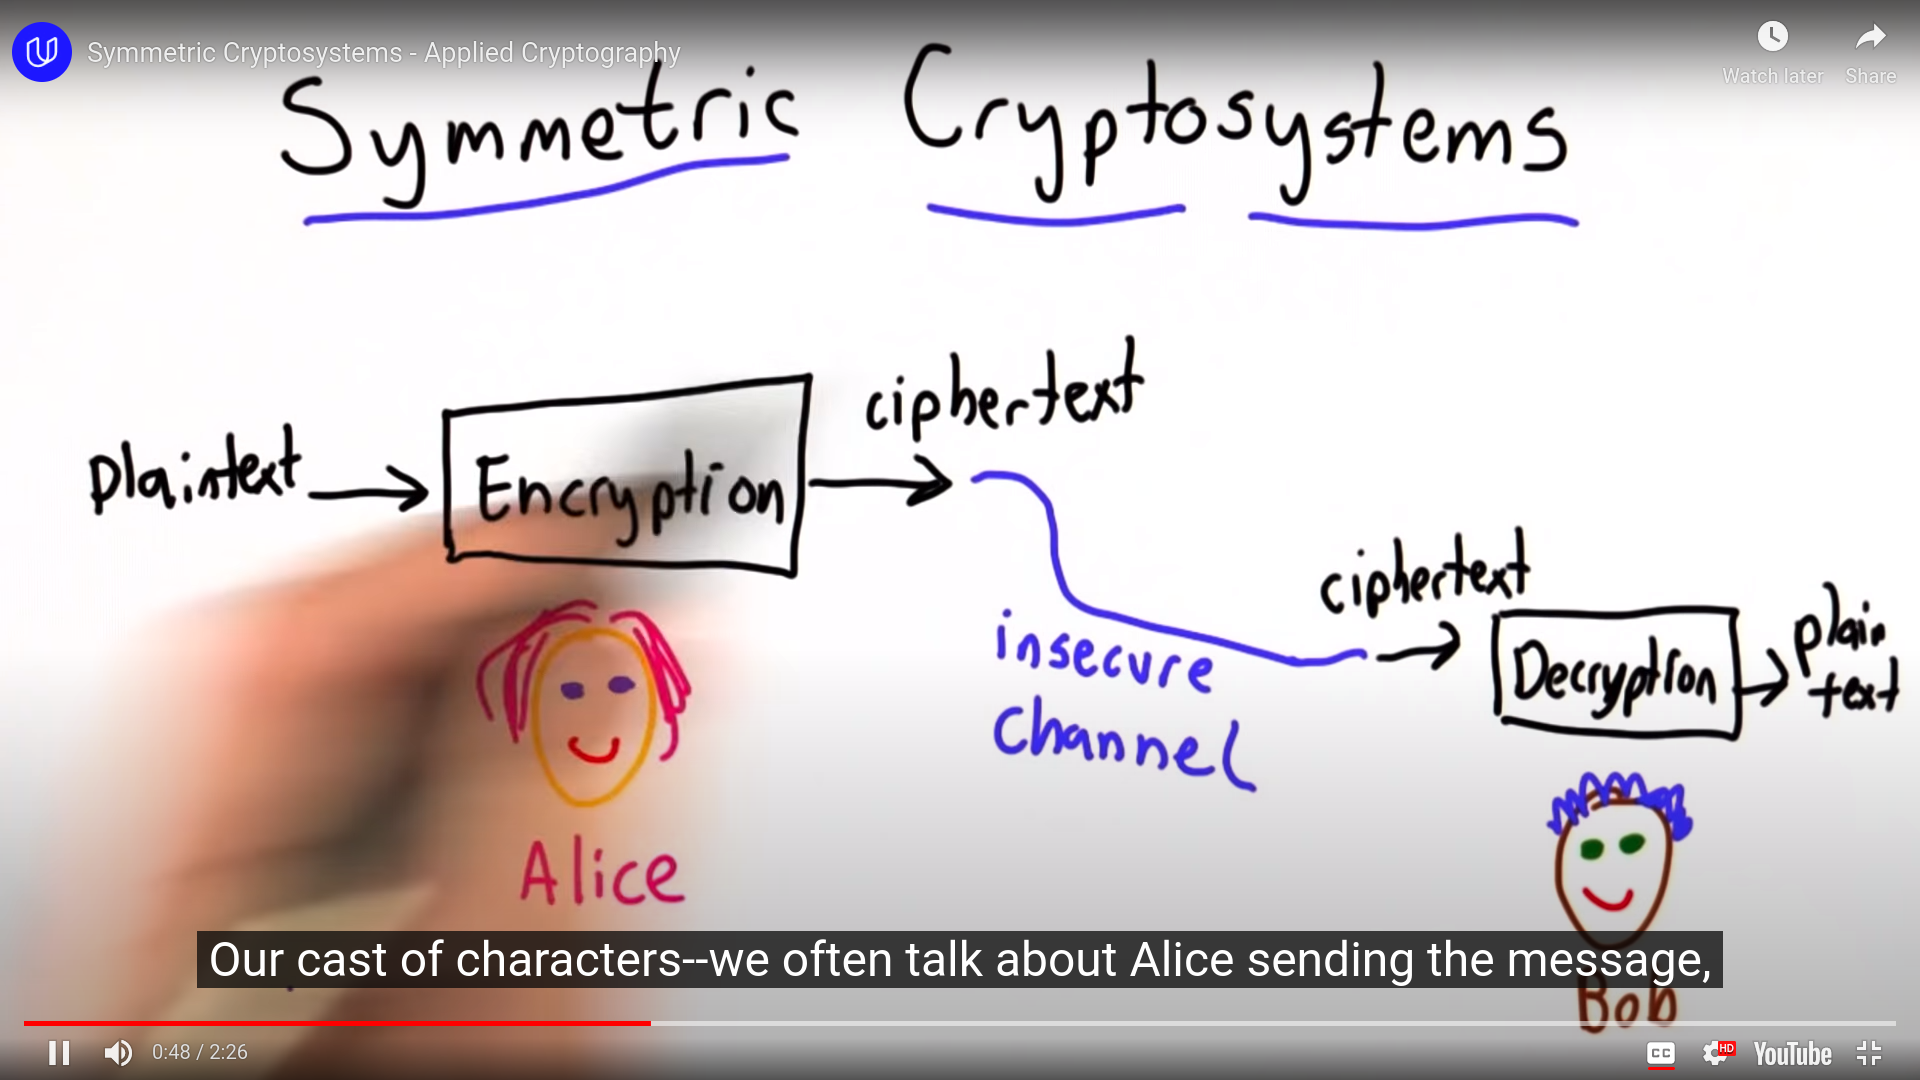 Symmetric Cryptosystems - Applied Cryptography
Watch later
Share
Symmetric Cryptosystems
ciphertext
plaintext
Encryption
ciphertext
insecure
channel
Decryption
plain
text
Alice
Our cast of characters--we often talk about Alice sending the message,
Bob
0:48 / 2:26
CC
HD
YouTube